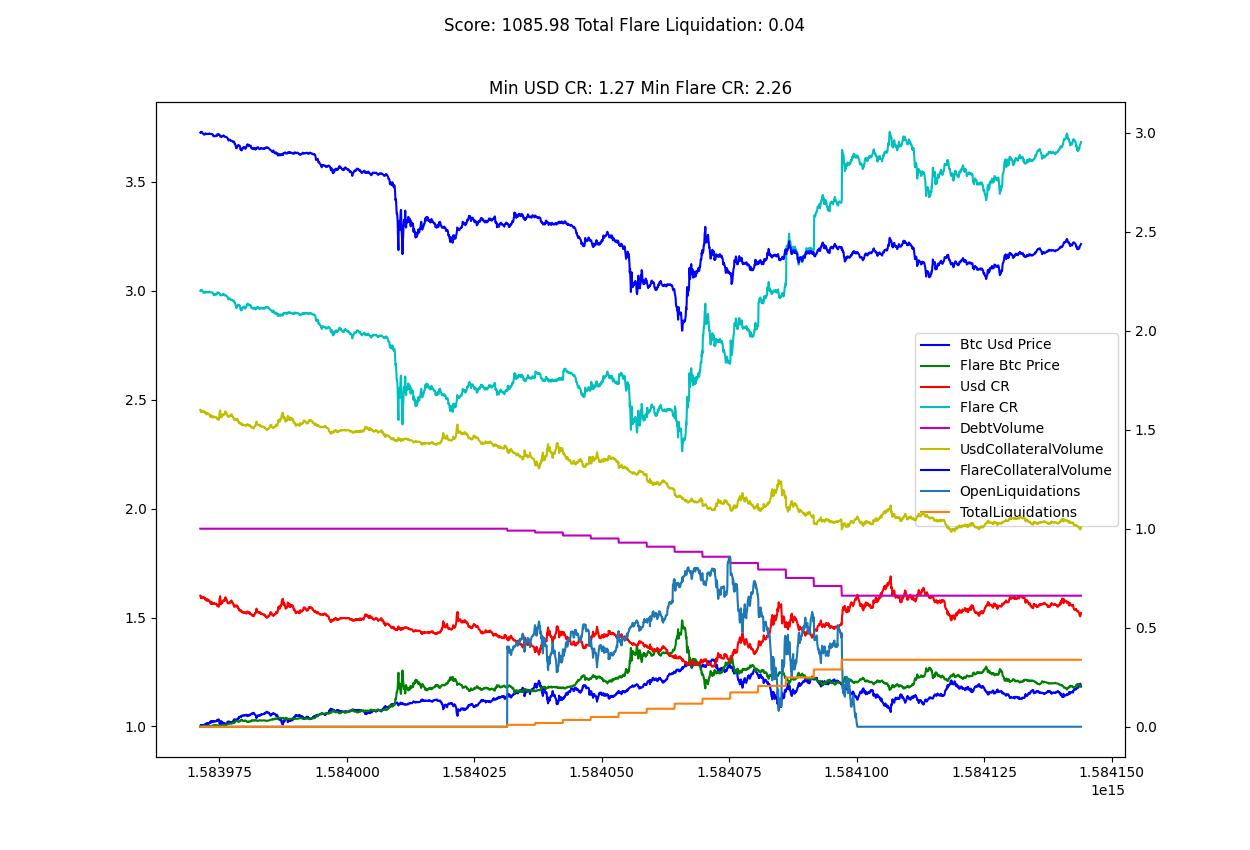 Score: 1085.98 Total Flare Liquidation: 0.04
Min USD CR: 1.27 Min Flare CR: 2.26
3.5
3.0
2.5
2.0
1.5
1.0
3.0
2.5
2.0
1.5
1.0
0.5
0.0
Btc Usd Price
Flare Btc Price
Usd CR
Flare CR
DebtVolume
UsdCollateralVolume
FlareCollateralVolume
OpenLiquidations
TotalLiquidations
1.583975 1.584000 1.584025 1.584050 1.584075 1.584100 1.584125 1.584150
1e15